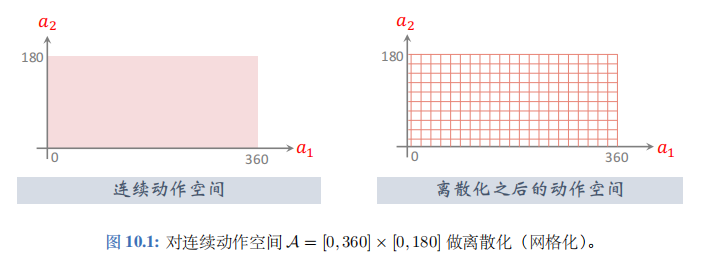 a₂
180
0
360
a₁
连续动作空间
a₂
180
0
360
a₁
离散化之后的动作空间
图 10.1: 对连续动作空间 𝒜 = [0, 360] × [0, 180] 做离散化（网格化）。